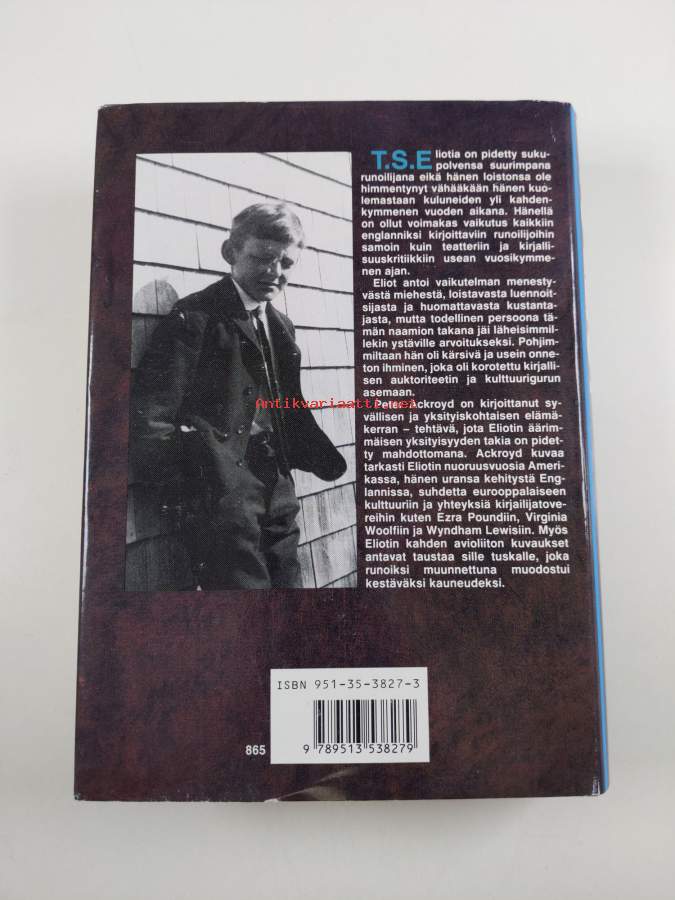 T.S.Eliotia on pidetty suku-
polvensa suurimpana
runoilijana eikä hänen loistonsa ole
himmentynyt vähääkään hänen kuo-
lemastaan kuluneiden yli kahden-
kymmenen vuoden aikana. Hänellä
on ollut voimakas vaikutus kaikkiin
englanniksi kirjoittaviin runoilijoihin
samoin kuin teatteriin ja kirjalli-
suuskritiikkiin usean vuosikymme-
nen ajan.
Eliot antoi vaikutelman menesty-
västä miehestä, loistavasta luennoit-
sijasta ja huomattavasta kustanta-
jasta, mutta todellinen persoona tä-
män naamion takana jäi läheisimmil-
lekin ystäville arvoitukseksi. Pohjim-
miltaan hän oli kärsivä ja usein onne-
ton ihminen, joka oli korotettu kirjal-
lisen auktoriteetin ja kulttuurigurun
asemaan.
Peter Ackroyd on kirjoittanut sy-
vällisen ja yksityiskohtaisen elämä-
kerran – tehtävä, jota Eliotin äärim-
mäisen yksityisyyden takia on pidet-
ty mahdottomana. Ackroyd kuvaa
tarkasti Eliotin nuoruusvuosia Ameri-
kassa, hänen uransa kehitystä Eng-
lannissa, suhdetta eurooppalaiseen
kulttuuriin ja yhteyksiä kirjailijatove-
reihin kuten Ezra Poundiin, Virginia
Woolfiin ja Wyndham Lewisiin. Myös
Eliotin kahden avioliiton kuvaukset
antavat taustaa sille tuskalle, joka
runoiksi muunnettuna muodostui
kestäväksi kauneudeksi.
Antikvariaatti.net
ISBN 951-35-3827-3
865
9 789513 538279